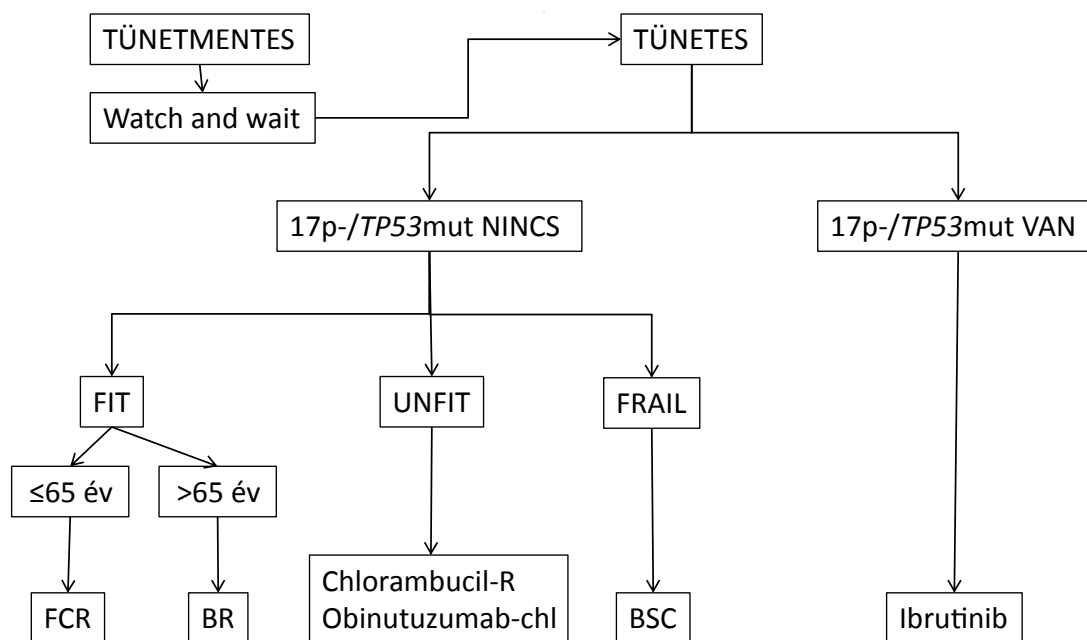 TÜNETMENTES
TÜNETES
Watch and wait
17p-/TP53mut NINCS
17p-/TP53mut VAN
FIT
UNFIT
FRAIL
≤65 év
>65 év
Chlorambucil-R
Obinutuzumab-chl
FCR
BR
BSC
Ibrutinib